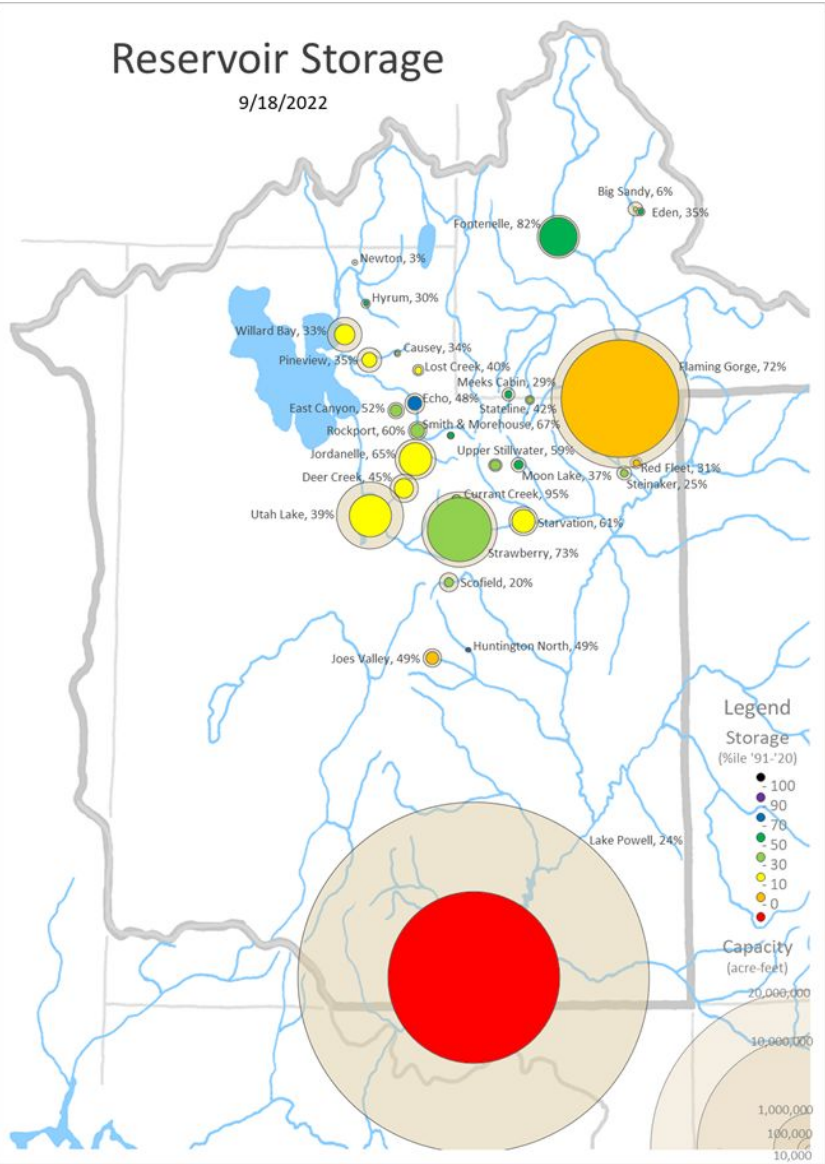 Reservoir Storage
9/18/2022
Big Sandy, 6%
Eden, 35%
Fontenelle, 82%
Newton, 3%
Hyrum, 30%
Willard Bay, 33%
Causey, 34%
Pineview, 35%
Lost Creek, 40%
Flaming Gorge, 72%
Meeks Cabin, 29%
Echo, 48%
East Canyon, 52%
Stateline, 42%
Smith & Morehouse, 67%
Rockport, 60%
Jordanelle, 65%
Upper Stillwater, 59%
Red Fleet, 31%
Deer Creek, 45%
Moon Lake, 37%
Steinaker, 25%
Currant Creek, 95%
Utah Lake, 39%
Starvation, 61%
Strawberry, 73%
Scofield, 20%
Huntington North, 49%
Joes Valley, 49%
Lake Powell, 24%
Legend
Storage
(%ile '91-'20)
100
90
70
50
30
10
0
Capacity
(acre-feet)
20,000,000
10,000,000
1,000,000
100,000
10,000